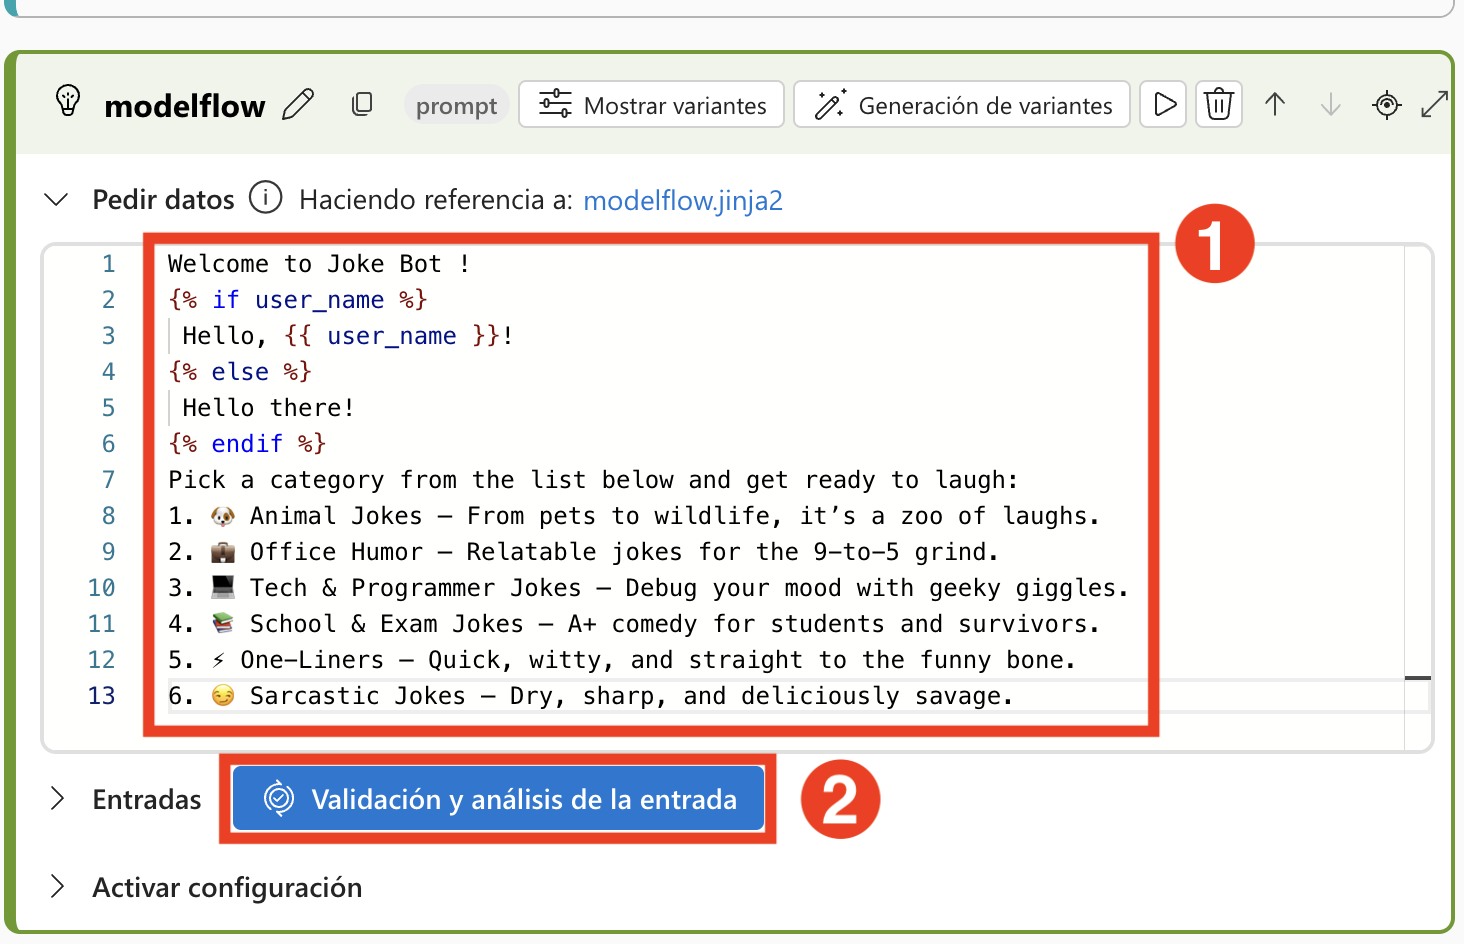 modelflow prompt Mostrar variantes Generación de variantes
Pedir datos Haciendo referencia a: modelflow.jinja2
1
1 Welcome to Joke Bot !
2 {% if user_name %}
3 Hello, {{ user_name }}!
4 {% else %}
5 Hello there!
6 {% endif %}
7 Pick a category from the list below and get ready to laugh:
8 1. 🐶 Animal Jokes – From pets to wildlife, it’s a zoo of laughs.
9 2. 💼 Office Humor – Relatable jokes for the 9-to-5 grind.
10 3. 💻 Tech & Programmer Jokes – Debug your mood with geeky giggles.
11 4. 📚 School & Exam Jokes – A+ comedy for students and survivors.
12 5. ⚡ One-Liners – Quick, witty, and straight to the funny bone.
13 6. 😏 Sarcastic Jokes – Dry, sharp, and deliciously savage.
Entradas Validación y análisis de la entrada 2
Activar configuración